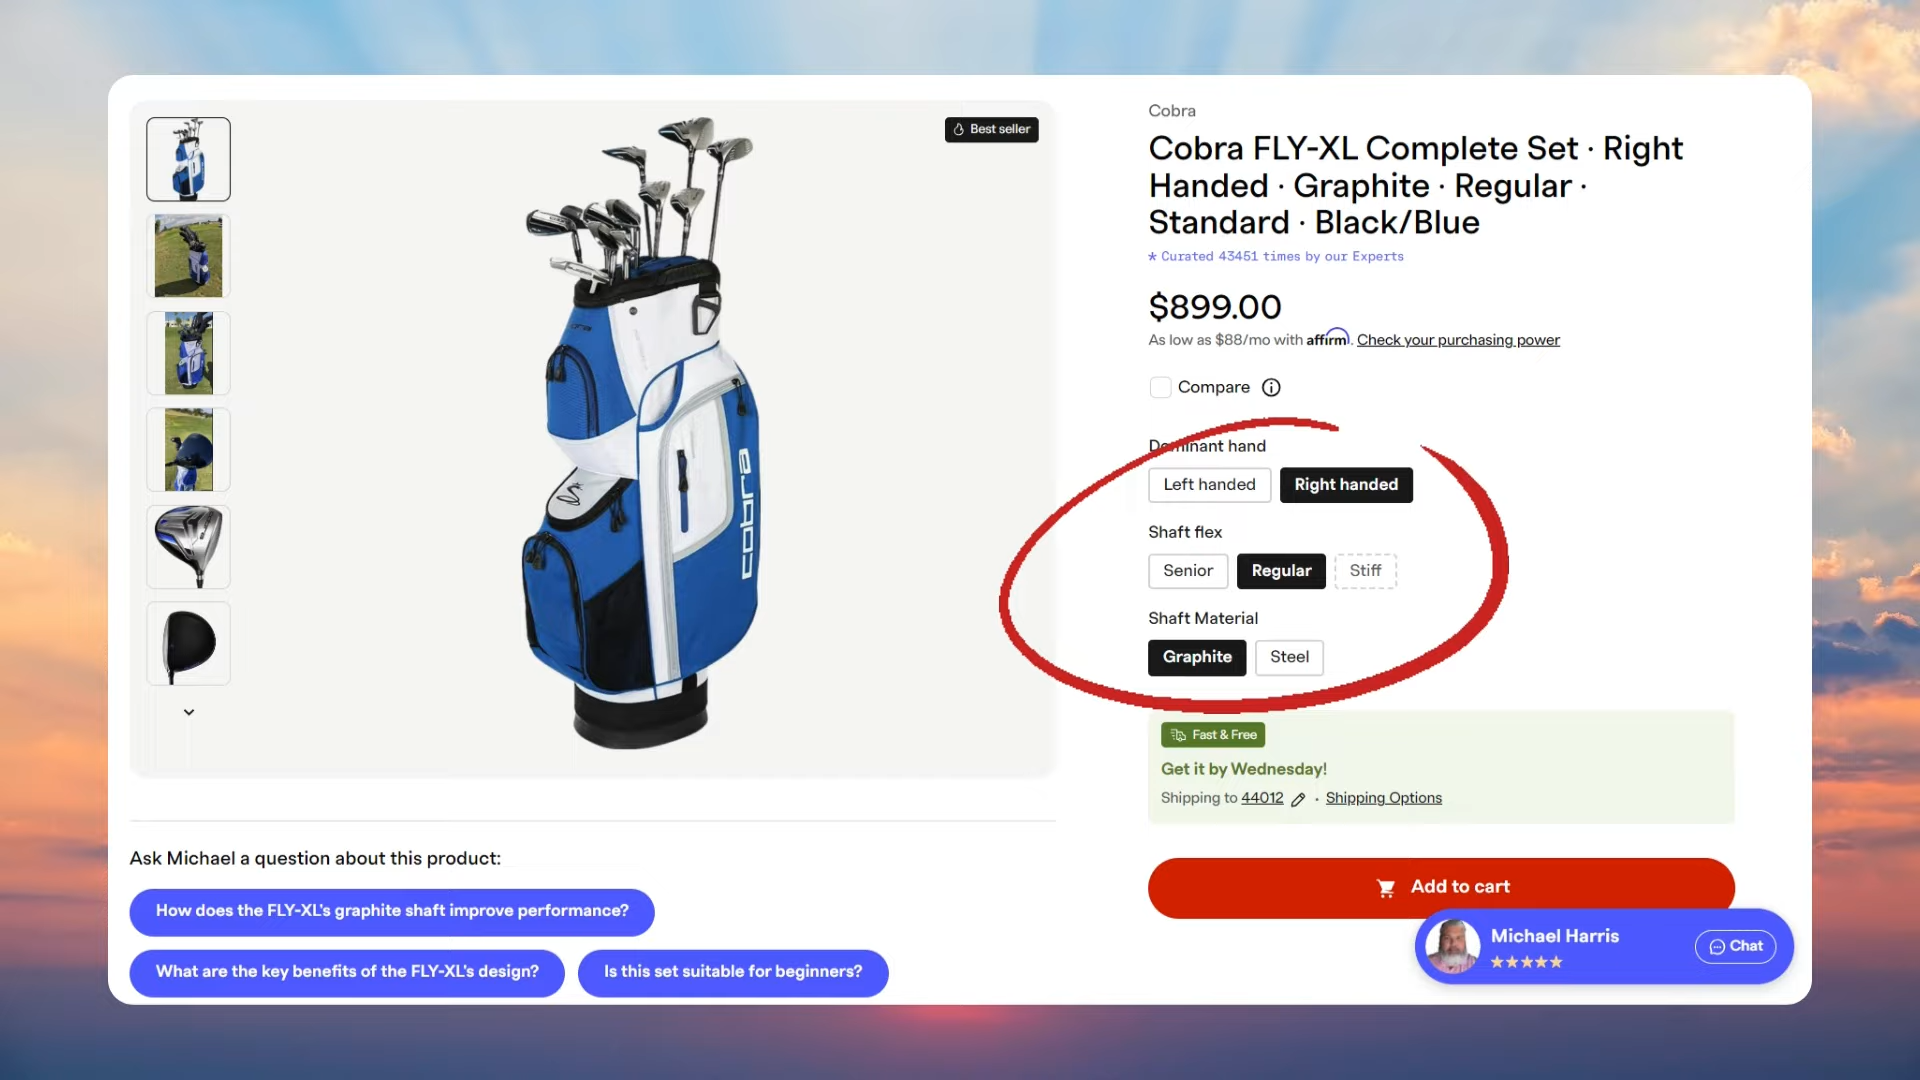 Best seller
cobra
Cobra
Cobra FLY-XL Complete Set · Right
Handed · Graphite · Regular ·
Standard · Black/Blue
* Curated 43451 times by our Experts
$899.00
As low as $88/mo with affirm. Check your purchasing power
Compare
Dominant hand
Left handed Right handed
Shaft flex
Senior Regular Stiff
Shaft Material
Graphite Steel
Fast & Free
Get it by Wednesday!
Shipping to 44012 · Shipping Options
Add to cart
Ask Michael a question about this product:
How does the FLY-XL's graphite shaft improve performance?
What are the key benefits of the FLY-XL's design? Is this set suitable for beginners?
Michael Harris
Chat